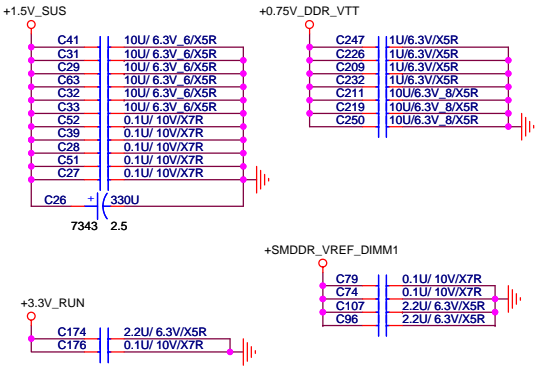 +1.5V_SUS
C41 10U/ 6.3V_6/X5R
C31 10U/ 6.3V_6/X5R
C29 10U/ 6.3V_6/X5R
C63 10U/ 6.3V_6/X5R
C32 10U/ 6.3V_6/X5R
C33 10U/ 6.3V_6/X5R
C52 0.1U/ 10V/X7R
C39 0.1U/ 10V/X7R
C28 0.1U/ 10V/X7R
C51 0.1U/ 10V/X7R
C27 0.1U/ 10V/X7R
C26 + 330U
7343 2.5
+0.75V_DDR_VTT
C247 1U/6.3V/X5R
C226 1U/6.3V/X5R
C209 1U/6.3V/X5R
C232 1U/6.3V/X5R
C211 10U/6.3V_8/X5R
C219 10U/6.3V_8/X5R
C250 10U/6.3V_8/X5R
+3.3V_RUN
C174 2.2U/ 6.3V/X5R
C176 0.1U/ 10V/X7R
+SMDDR_VREF_DIMM1
C79 0.1U/ 10V/X7R
C74 0.1U/ 10V/X7R
C107 2.2U/ 6.3V/X5R
C96 2.2U/ 6.3V/X5R